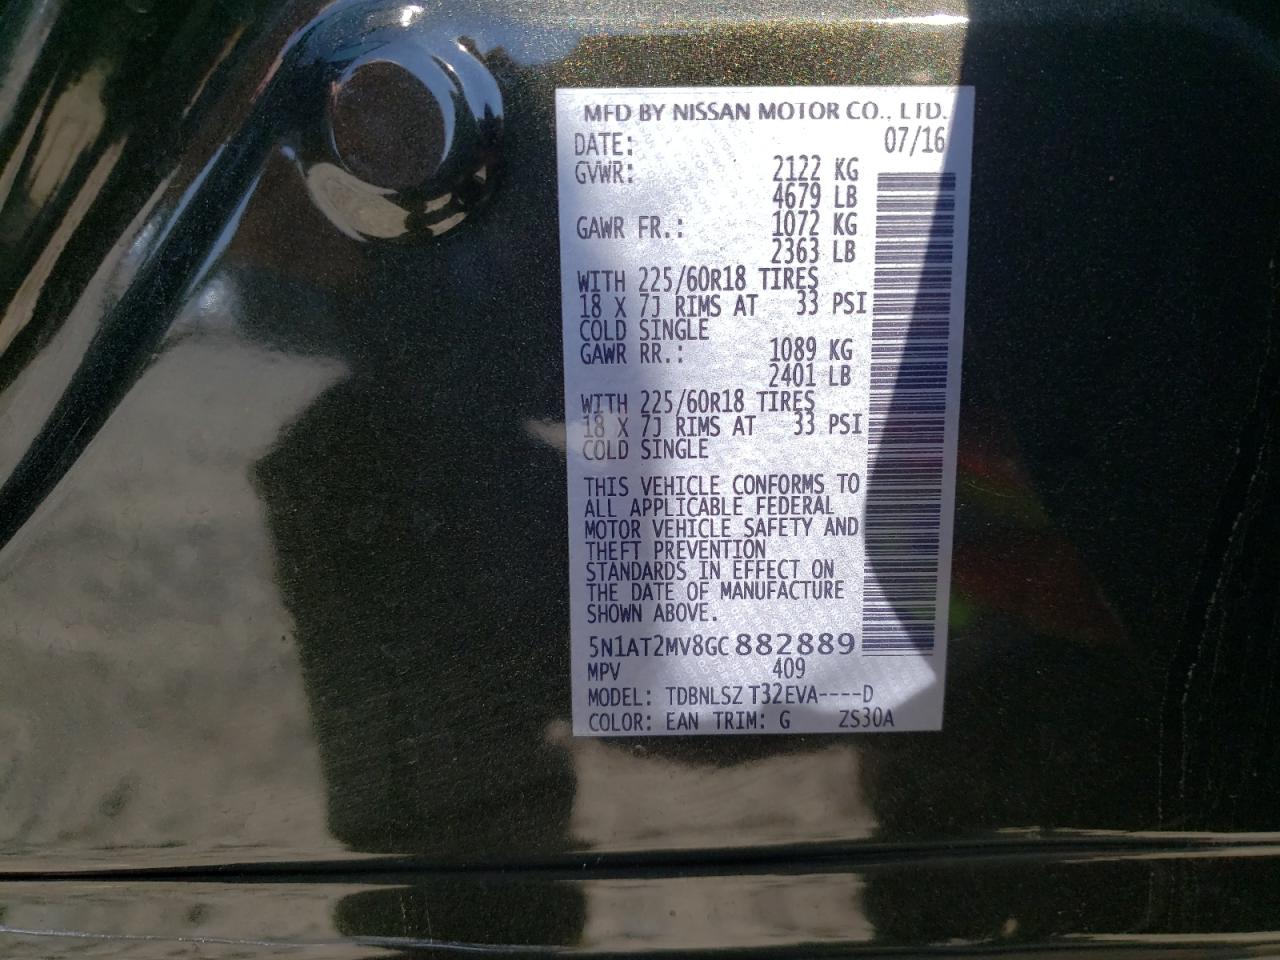 MFD BY NISSAN MOTOR CO., LTD.
DATE: 07/16
GVWR: 2122 KG
4679 LB
GAWR FR.: 1072 KG
2363 LB
WITH 225/60R18 TIRES
18 X 7J RIMS AT 33 PSI
COLD SINGLE
GAWR RR.: 1089 KG
2401 LB
WITH 225/60R18 TIRES
18 X 7J RIMS AT 33 PSI
COLD SINGLE
THIS VEHICLE CONFORMS TO
ALL APPLICABLE FEDERAL
MOTOR VEHICLE SAFETY AND
THEFT PREVENTION
STANDARDS IN EFFECT ON
THE DATE OF MANUFACTURE
SHOWN ABOVE.
5N1AT2MV8GC882889
MPV 409
MODEL: TDBNLSZ T32EVA----D
COLOR: EAN TRIM: G ZS30A